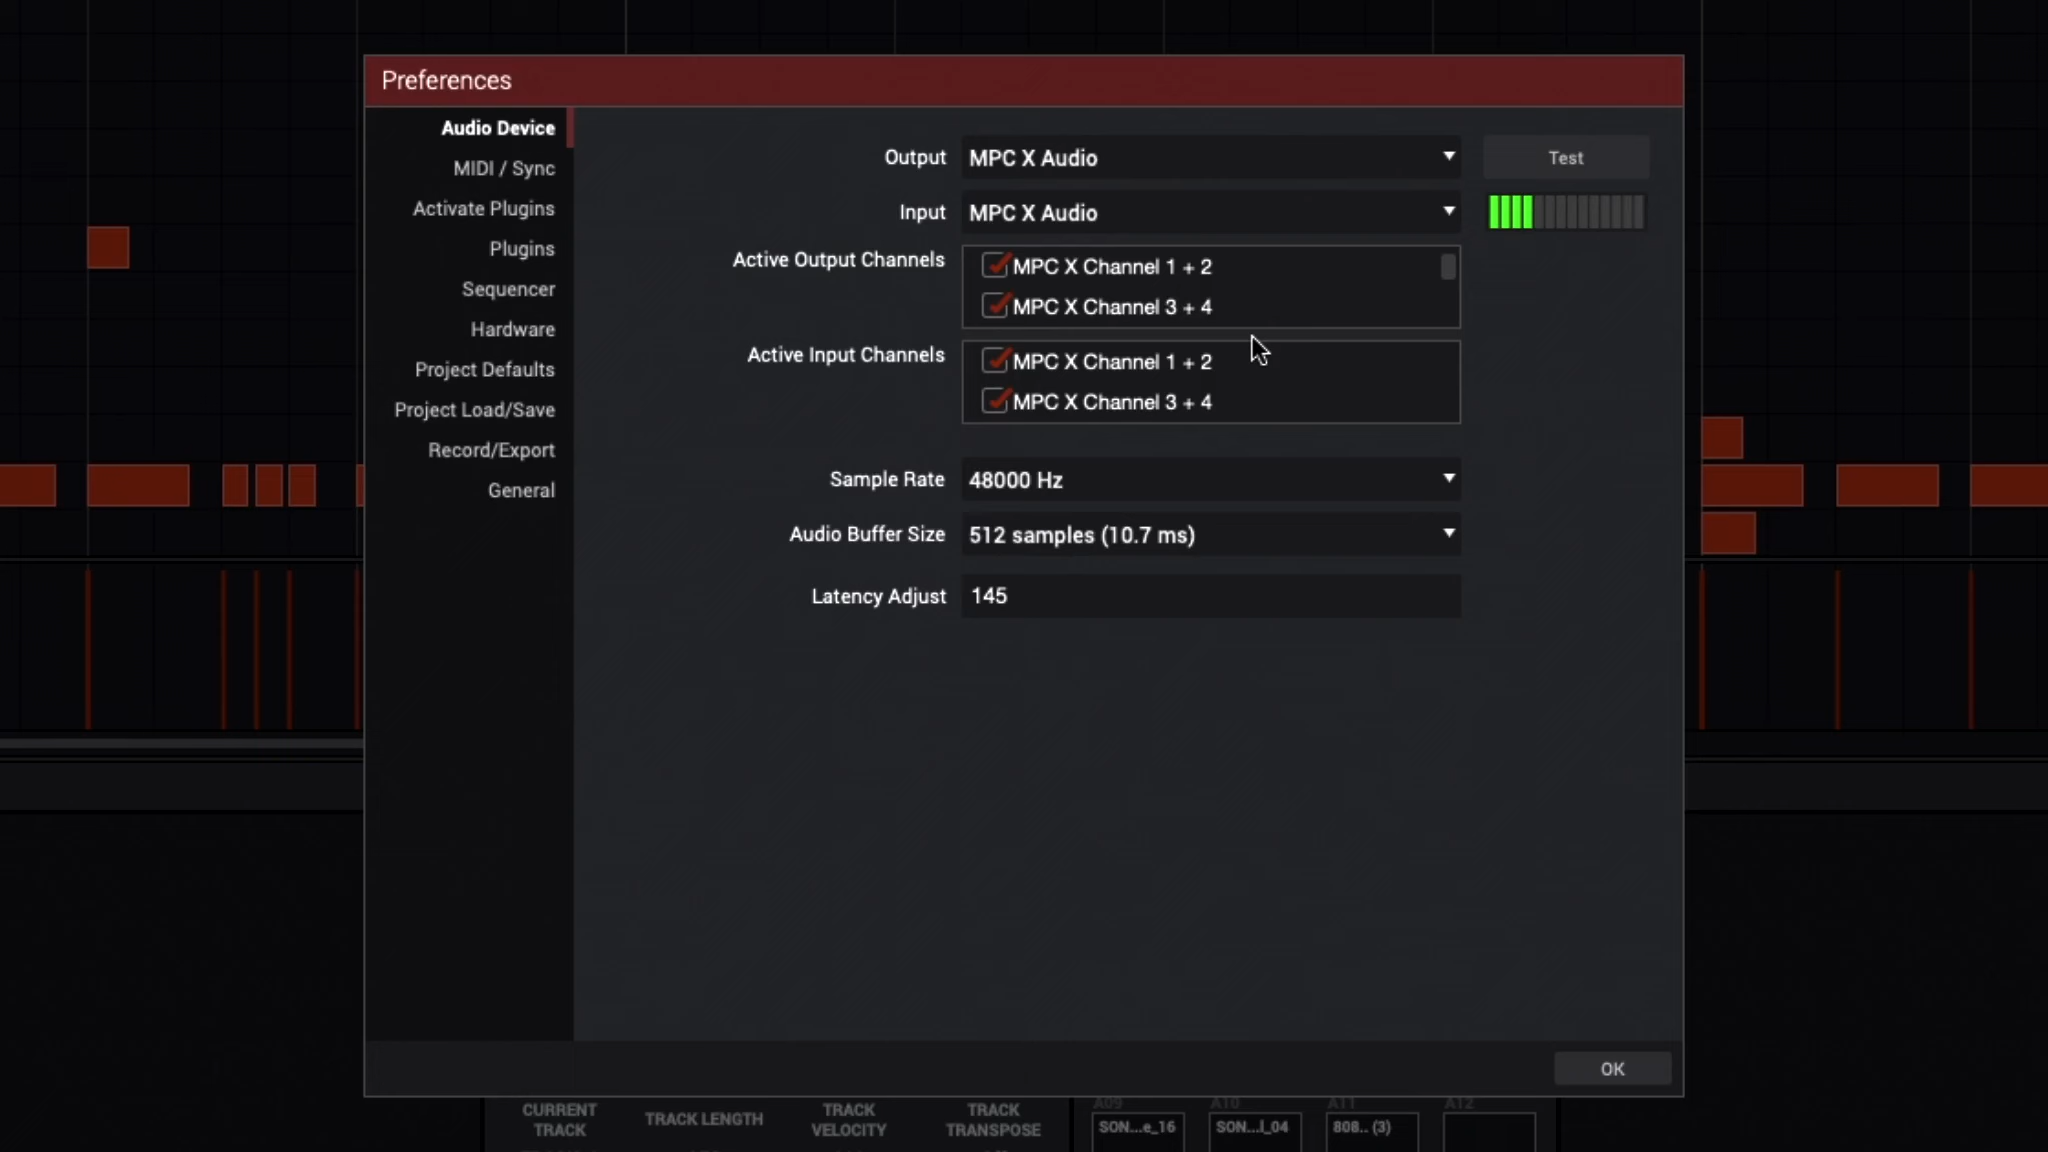 Preferences
Audio Device
MIDI / Sync
Activate Plugins
Plugins
Sequencer
Hardware
Project Defaults
Project Load/Save
Record/Export
General
Output MPC X Audio Test
Input MPC X Audio
Active Output Channels MPC X Channel 1 + 2
MPC X Channel 3 + 4
Active Input Channels MPC X Channel 1 + 2
MPC X Channel 3 + 4
Sample Rate 48000 Hz
Audio Buffer Size 512 samples (10.7 ms)
Latency Adjust 145
OK
CURRENT TRACK
TRACK LENGTH
TRACK VELOCITY
TRACK TRANSPOSE
A09 A10 A11 A12
SON...e_16 SON...l_04 808.. (3)